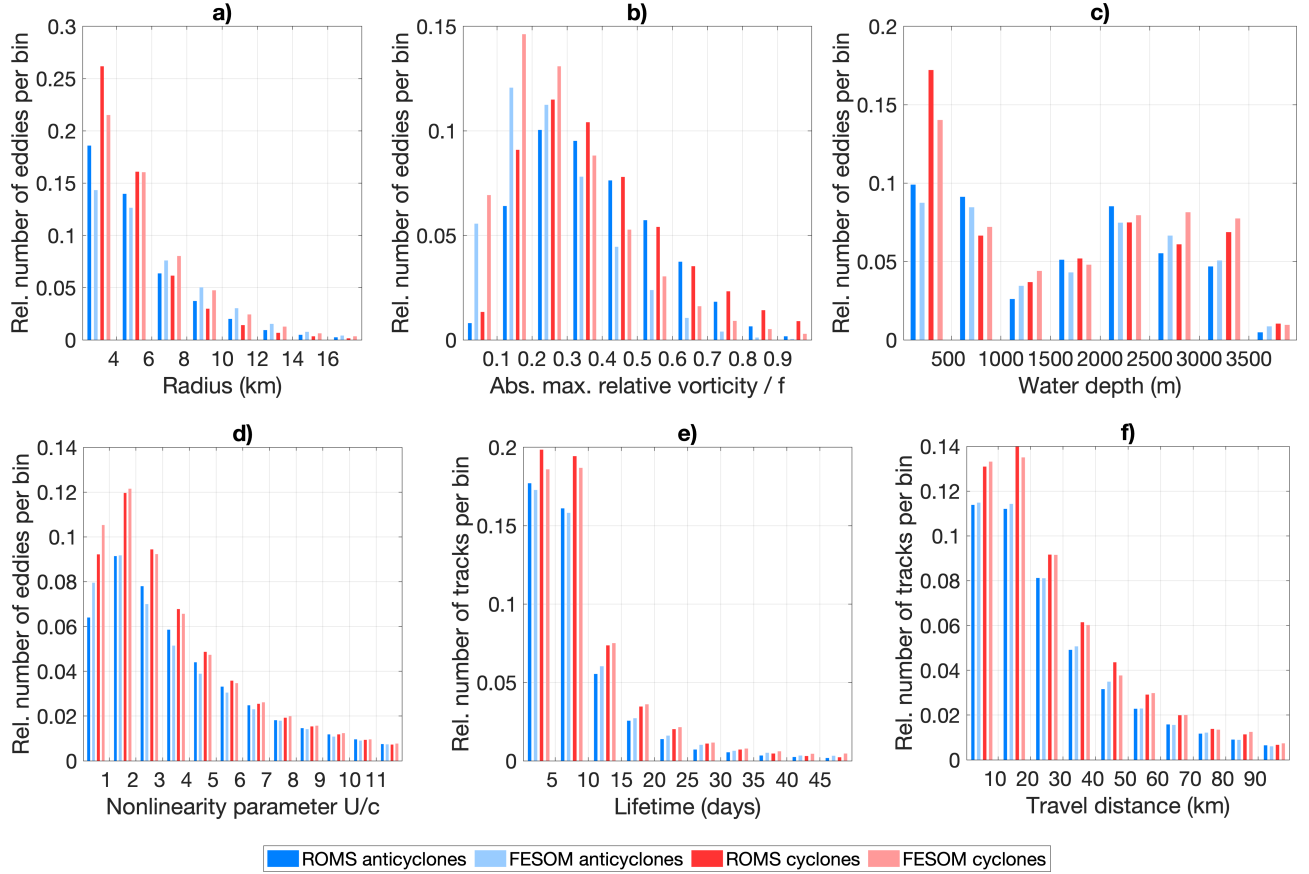 a)
0.3
0.25
0.2
0.15
0.1
0.05
0
Rel. number of eddies per bin
4 6 8 10 12 14 16
Radius (km)
b)
0.15
0.1
0.05
0
Rel. number of eddies per bin
0.1 0.2 0.3 0.4 0.5 0.6 0.7 0.8 0.9
Abs. max. relative vorticity / f
c)
0.2
0.15
0.1
0.05
0
Rel. number of eddies per bin
500 1000 1500 2000 2500 3000 3500
Water depth (m)
d)
0.14
0.12
0.1
0.08
0.06
0.04
0.02
0
Rel. number of eddies per bin
1 2 3 4 5 6 7 8 9 10 11
Nonlinearity parameter U/c
e)
0.2
0.15
0.1
0.05
0
Rel. number of tracks per bin
5 10 15 20 25 30 35 40 45
Lifetime (days)
f)
0.14
0.12
0.1
0.08
0.06
0.04
0.02
0
Rel. number of tracks per bin
10 20 30 40 50 60 70 80 90
Travel distance (km)
ROMS anticyclones FESOM anticyclones ROMS cyclones FESOM cyclones